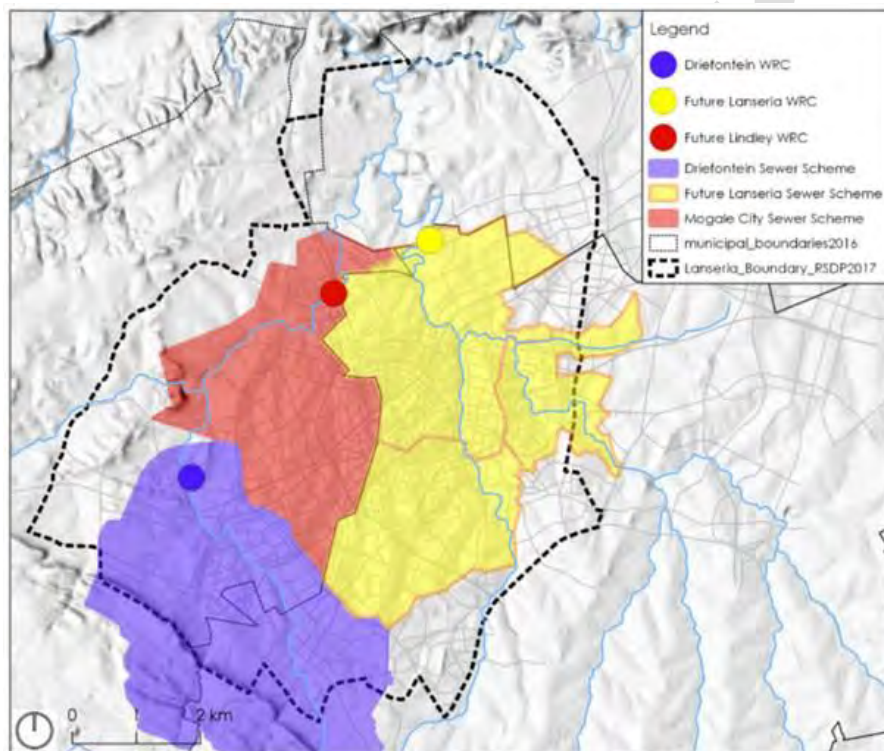 Legend
Driefontein WRC
Future Lanseria WRC
Future Lindley WRC
Driefontein Sewer Scheme
Future Lanseria Sewer Scheme
Mogale City Sewer Scheme
municipal_boundaries2016
Lanseria_Boundary_RSDP2017
0 1 2 km